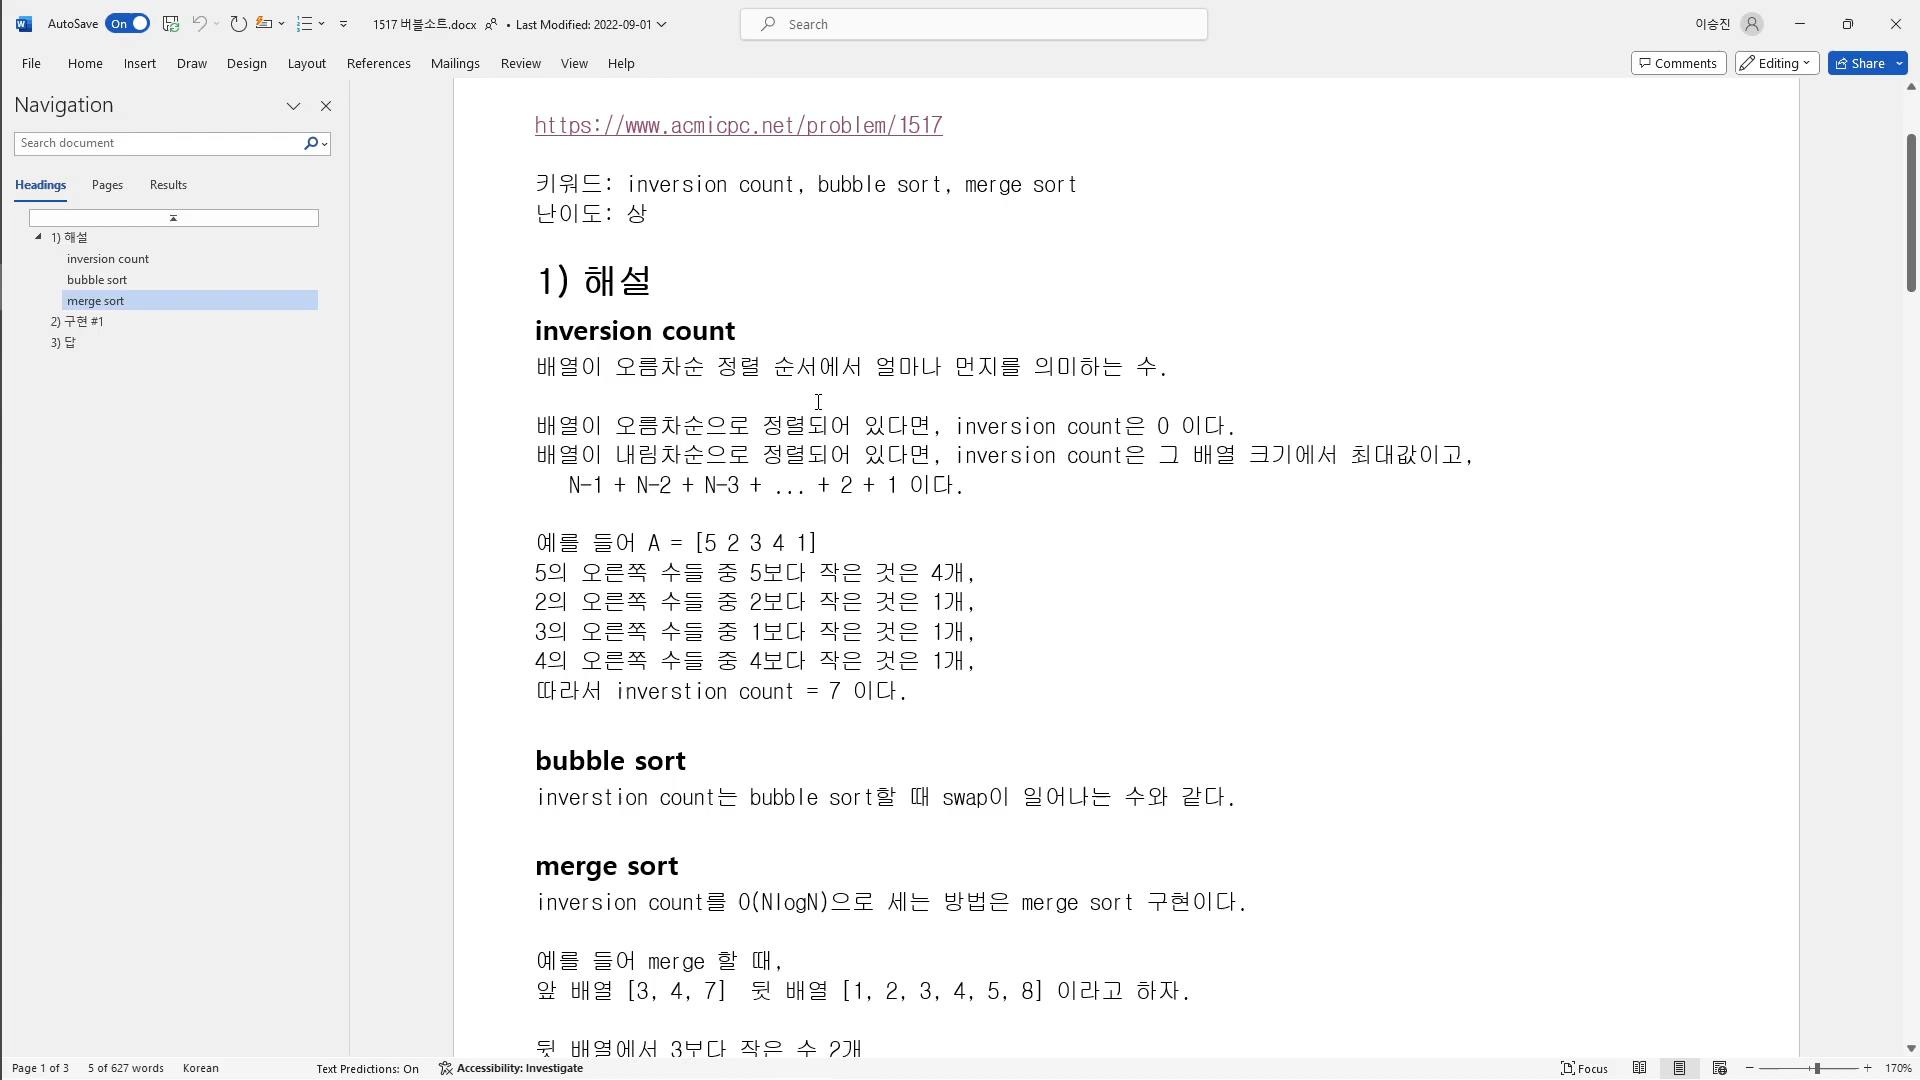 AutoSave On 1517 버블소트.docx • Last Modified: 2022-09-01 Search 이승진
File Home Insert Draw Design Layout References Mailings Review View Help Comments Editing Share
Navigation
Search document
Headings Pages Results
1) 해설
inversion count
bubble sort
merge sort
2) 구현 #1
3) 답
https://www.acmicpc.net/problem/1517
키워드: inversion count, bubble sort, merge sort
난이도: 상
1) 해설
inversion count
배열이 오름차순 정렬 순서에서 얼마나 먼지를 의미하는 수.
배열이 오름차순으로 정렬되어 있다면, inversion count은 0 이다.
배열이 내림차순으로 정렬되어 있다면, inversion count은 그 배열 크기에서 최대값이고,
N-1 + N-2 + N-3 + ... + 2 + 1 이다.
예를 들어 A = [5 2 3 4 1]
5의 오른쪽 수들 중 5보다 작은 것은 4개,
2의 오른쪽 수들 중 2보다 작은 것은 1개,
3의 오른쪽 수들 중 1보다 작은 것은 1개,
4의 오른쪽 수들 중 4보다 작은 것은 1개,
따라서 inverstion count = 7 이다.
bubble sort
inverstion count는 bubble sort할 때 swap이 일어나는 수와 같다.
merge sort
inversion count를 O(NlogN)으로 세는 방법은 merge sort 구현이다.
예를 들어 merge 할 때,
앞 배열 [3, 4, 7] 뒷 배열 [1, 2, 3, 4, 5, 8] 이라고 하자.
뒷 배열에서 3보다 작은 수 2개
Page 1 of 3 5 of 627 words Korean Text Predictions: On Accessibility: Investigate Focus 170%